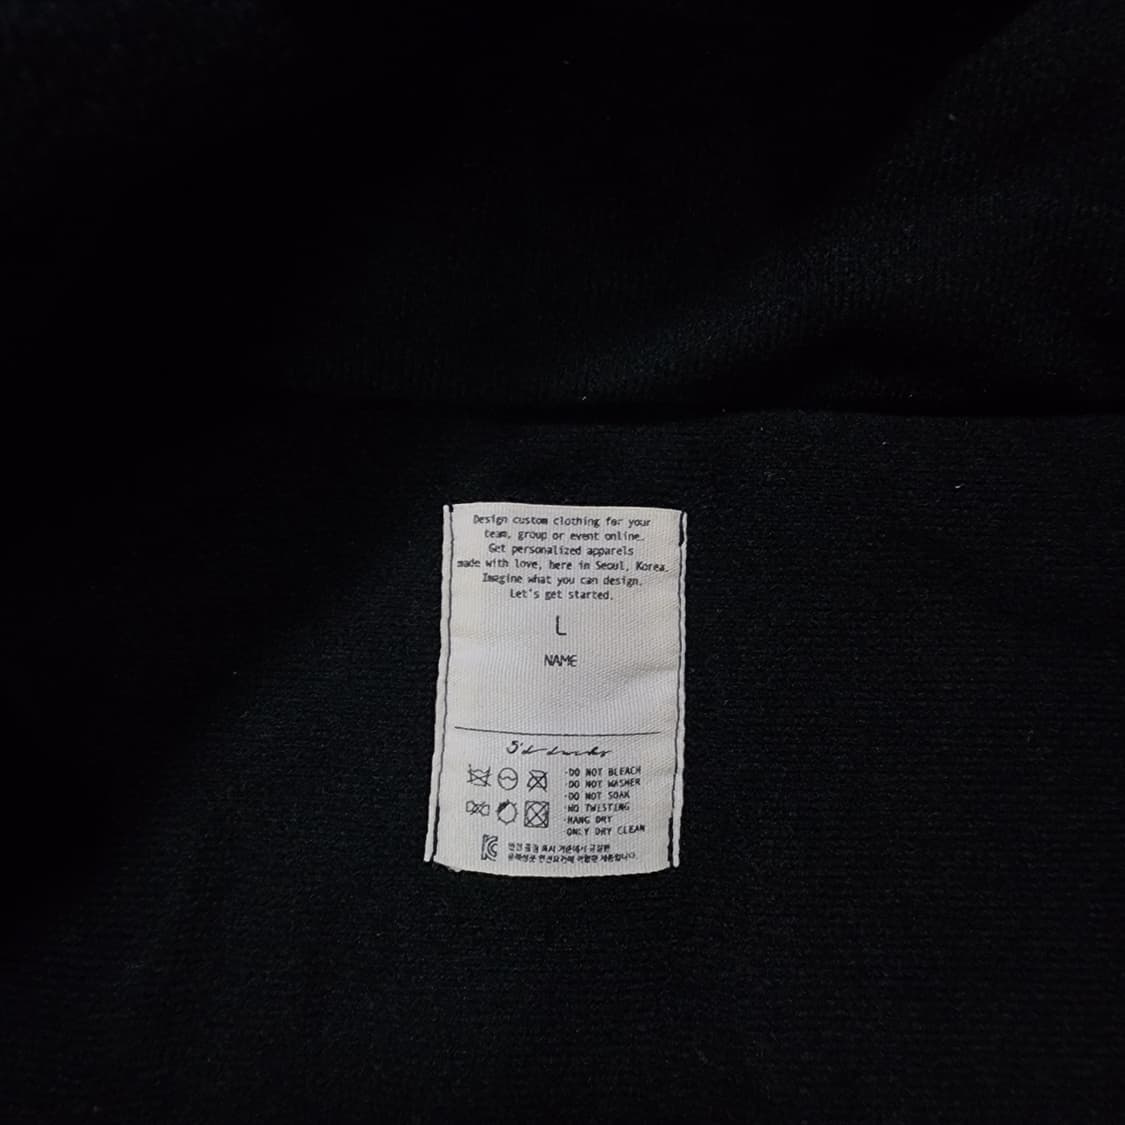 Design custom clothing for your
team, group or event online.
Get personalized apparels
made with love, here in Seoul, Korea.
Imagine what you can design.
Let's get started.
L
NAME
·DO NOT BLEACH
·DO NOT WASHER
·DO NOT SOAK
·NO TWISTING
·HANG DRY
·ONLY DRY CLEAN